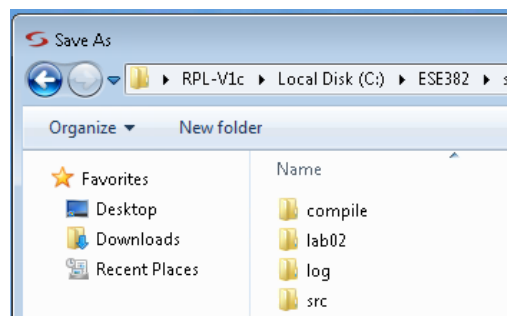 Save As
RPL-V1c ▸ Local Disk (C:) ▸ ESE382 ▸ s
Organize ▾ New folder
Favorites
Desktop
Downloads
Recent Places
Name
compile
lab02
log
src